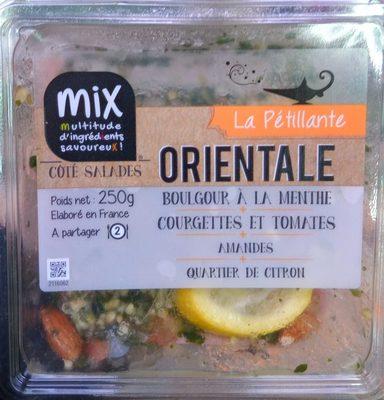 mix
multitude
d'ingrédients
savoureux !
CÔTÉ SALADES
La Pétillante
ORIENTALE
Poids net : 250g
Elaboré en France
A partager 2
BOULGOUR À LA MENTHE
+
COURGETTES ET TOMATES
+
AMANDES
+
QUARTIER DE CITRON
2116062